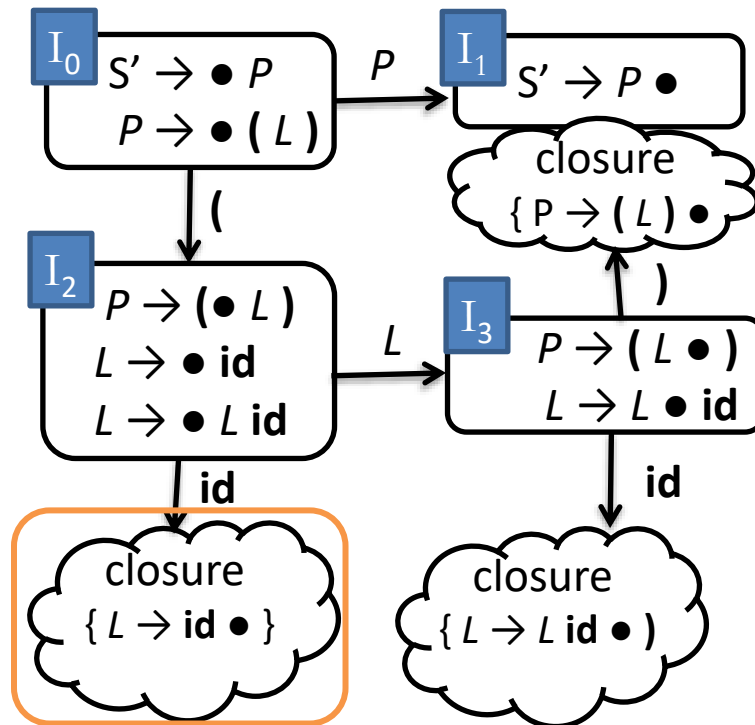 I₀
S’ → ● P
P → ● ( L )
P
I₁
S’ → P ●
closure
{ P → ( L ) ●
(
)
I₂
P → ( ● L )
L → ● id
L → ● L id
L
I₃
P → ( L ● )
L → L ● id
id
id
closure
{ L → id ● }
closure
{ L → L id ● )